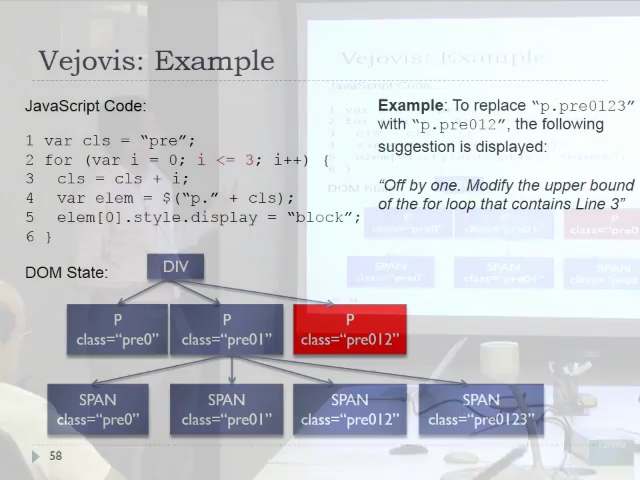 Vejovis: Example
JavaScript Code:
1 var cls = “pre”;
2 for (var i = 0; i <= 3; i++) {
3 cls = cls + i;
4 var elem = $(“p.” + cls);
5 elem[0].style.display = “block”;
6 }
Example: To replace “p.pre0123”
with “p.pre012”, the following
suggestion is displayed:
“Off by one. Modify the upper bound
of the for loop that contains Line 3”
DOM State:
DIV
P
class=“pre0”
P
class=“pre01”
P
class=“pre012”
SPAN
class=“pre0”
SPAN
class=“pre01”
SPAN
class=“pre012”
SPAN
class=“pre0123”
58
Vejovis: Example